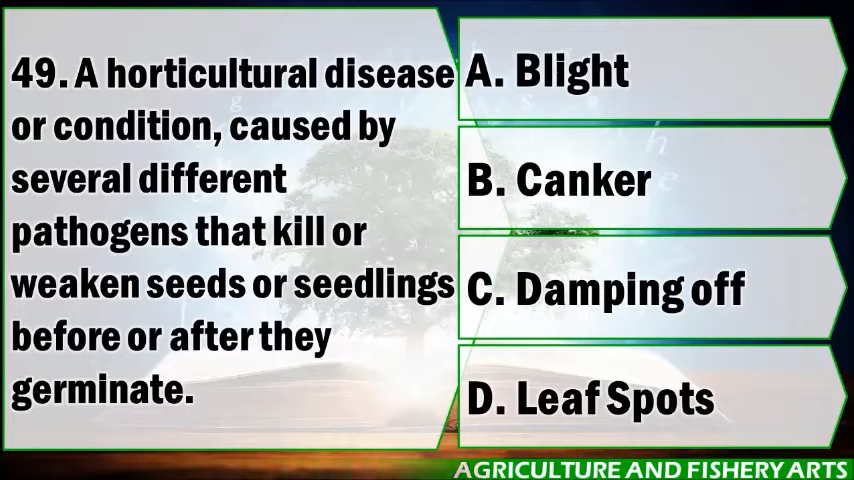 49. A horticultural disease
or condition, caused by
several different
pathogens that kill or
weaken seeds or seedlings
before or after they
germinate.
A. Blight
B. Canker
C. Damping off
D. Leaf Spots
AGRICULTURE AND FISHERY ARTS